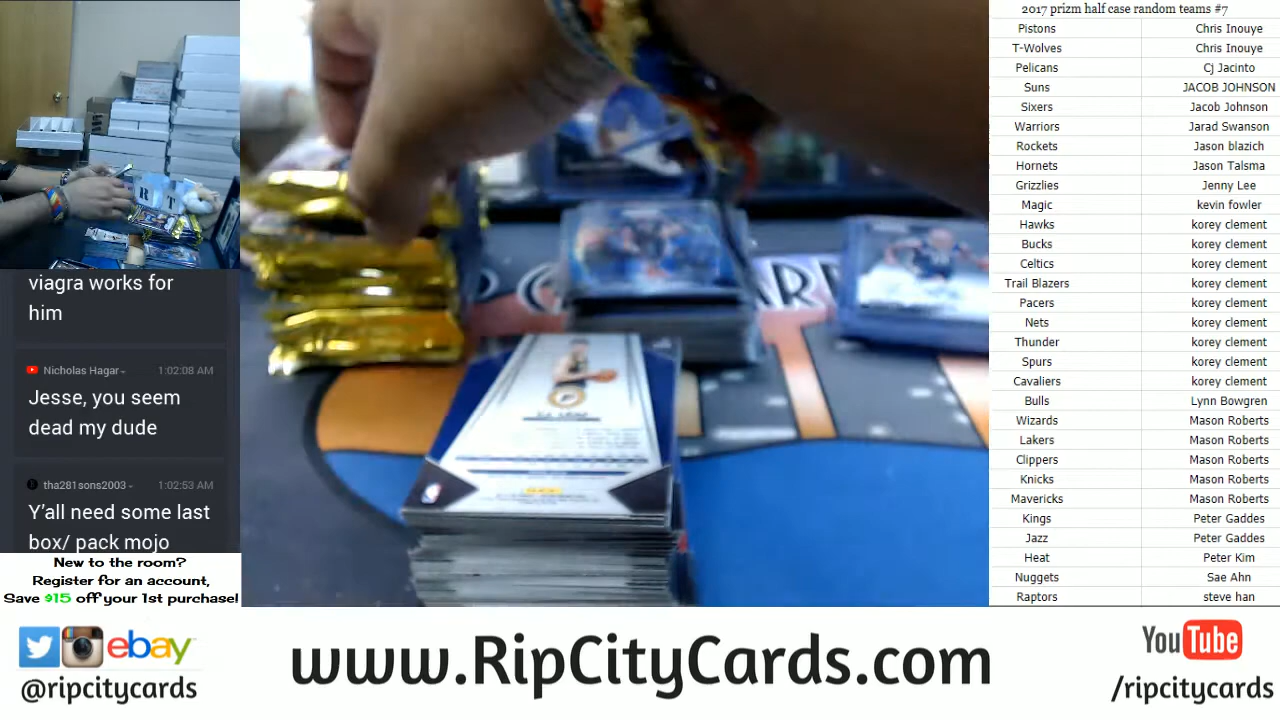 viagra works for
him
Nicholas Hagar 1:02:08 AM
Jesse, you seem
dead my dude
tha281sons2003 1:02:53 AM
Y'all need some last
box/ pack mojo
New to the room?
Register for an account,
Save $15 off your 1st purchase!
R T
2017 prizm half case random teams #7
Pistons Chris Inouye
T-Wolves Chris Inouye
Pelicans Cj Jacinto
Suns JACOB JOHNSON
Sixers Jacob Johnson
Warriors Jarad Swanson
Rockets Jason blazich
Hornets Jason Talsma
Grizzlies Jenny Lee
Magic kevin fowler
Hawks korey clement
Bucks korey clement
Celtics korey clement
Trail Blazers korey clement
Pacers korey clement
Nets korey clement
Thunder korey clement
Spurs korey clement
Cavaliers korey clement
Bulls Lynn Bowgren
Wizards Mason Roberts
Lakers Mason Roberts
Clippers Mason Roberts
Knicks Mason Roberts
Mavericks Mason Roberts
Kings Peter Gaddes
Jazz Peter Gaddes
Heat Peter Kim
Nuggets Sae Ahn
Raptors steve han
ebay
@ripcitycards
www.RipCityCards.com
YouTube
/ripcitycards